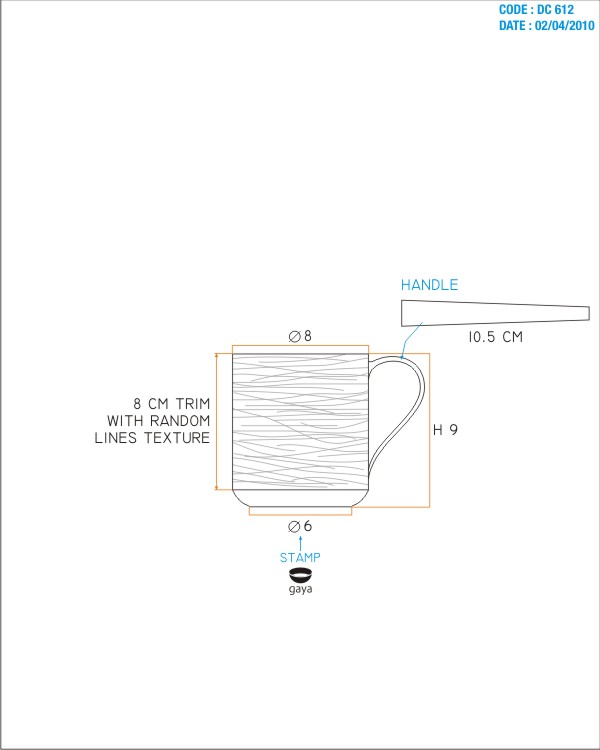 CODE : DC 612
DATE : 02/04/2010
HANDLE
10.5 CM
∅8
8 CM TRIM
WITH RANDOM
LINES TEXTURE
H 9
∅6
STAMP
gaya